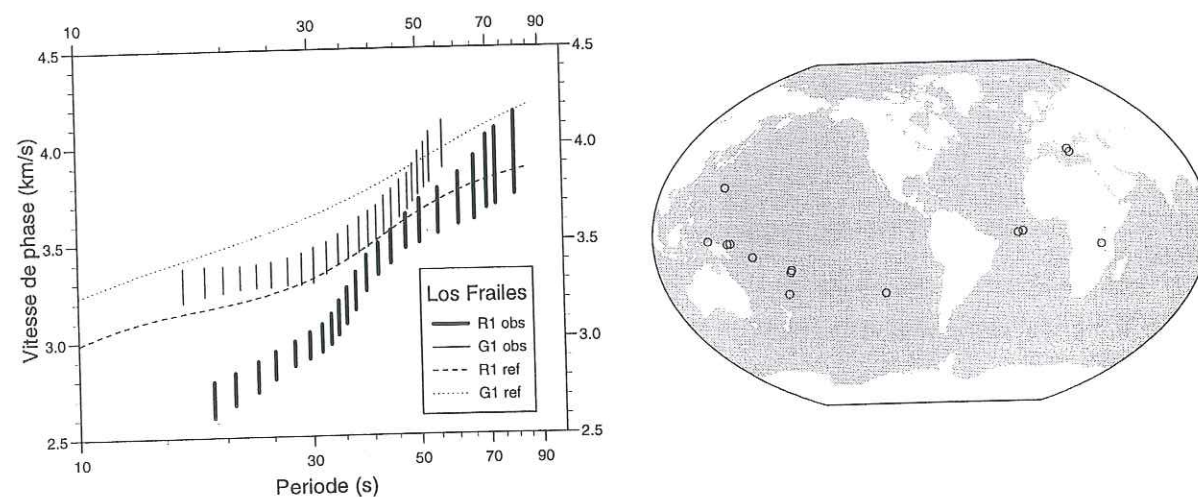 10 30 50 70 90
4.5 4.5
4.0 4.0
3.5 3.5
3.0 3.0
2.5 2.5
Vitesse de phase (km/s)
Los Frailes
R1 obs
G1 obs
R1 ref
G1 ref
10 30 50 70 90
Periode (s)